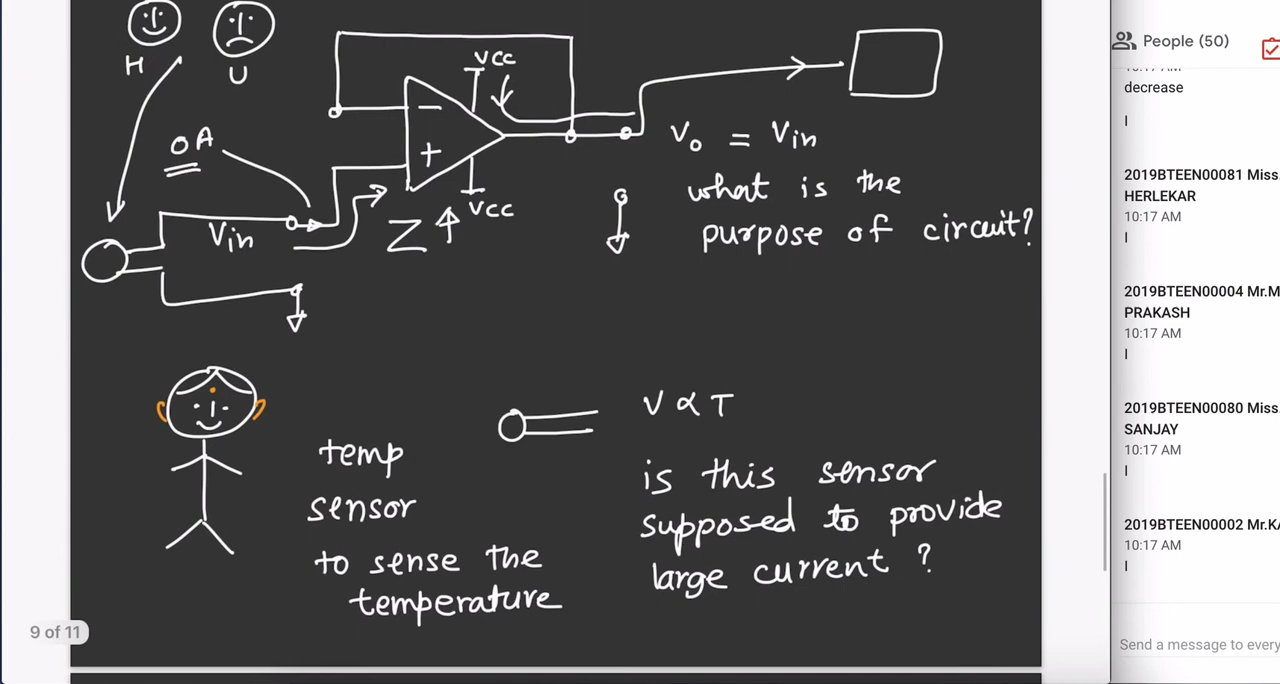 H
U
VCC
−
OA
+
Vo = Vin
what is the
VCC
Z
Vin
purpose of circuit?
V ∝ T
temp
is this sensor
sensor
supposed to provide
to sense the
large current ?
temperature
9 of 11
People (50)
decrease
I
2019BTEEN00081 Miss.
HERLEKAR
10:17 AM
I
2019BTEEN00004 Mr.M
PRAKASH
10:17 AM
I
2019BTEEN00080 Miss.
SANJAY
10:17 AM
I
2019BTEEN00002 Mr.KA
10:17 AM
I
Send a message to every